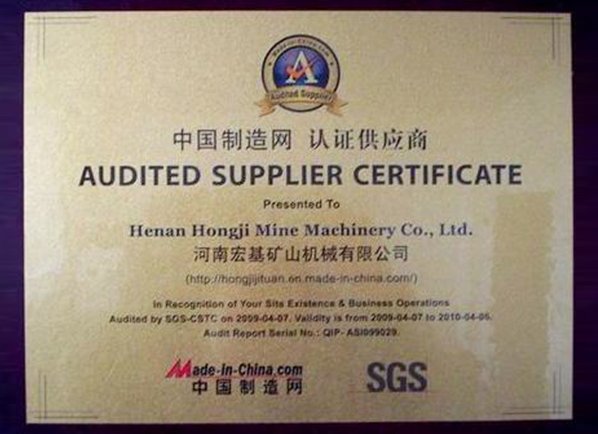 Made-in-China.com
Audited Supplier
中国制造网 认证供应商
AUDITED SUPPLIER CERTIFICATE
Presented To
Henan Hongji Mine Machinery Co., Ltd.
河南宏基矿山机械有限公司
(http://hongjijituan.en.made-in-china.com/)
In Recognition of Your Site Existence & Business Operations
Audited by SGS-CSTC on 2009-04-07. Validity is from 2009-04-07 to 2010-04-06.
Audit Report Serial No.: QIP-ASI099029.
Made-in-China.com
中国制造网
SGS